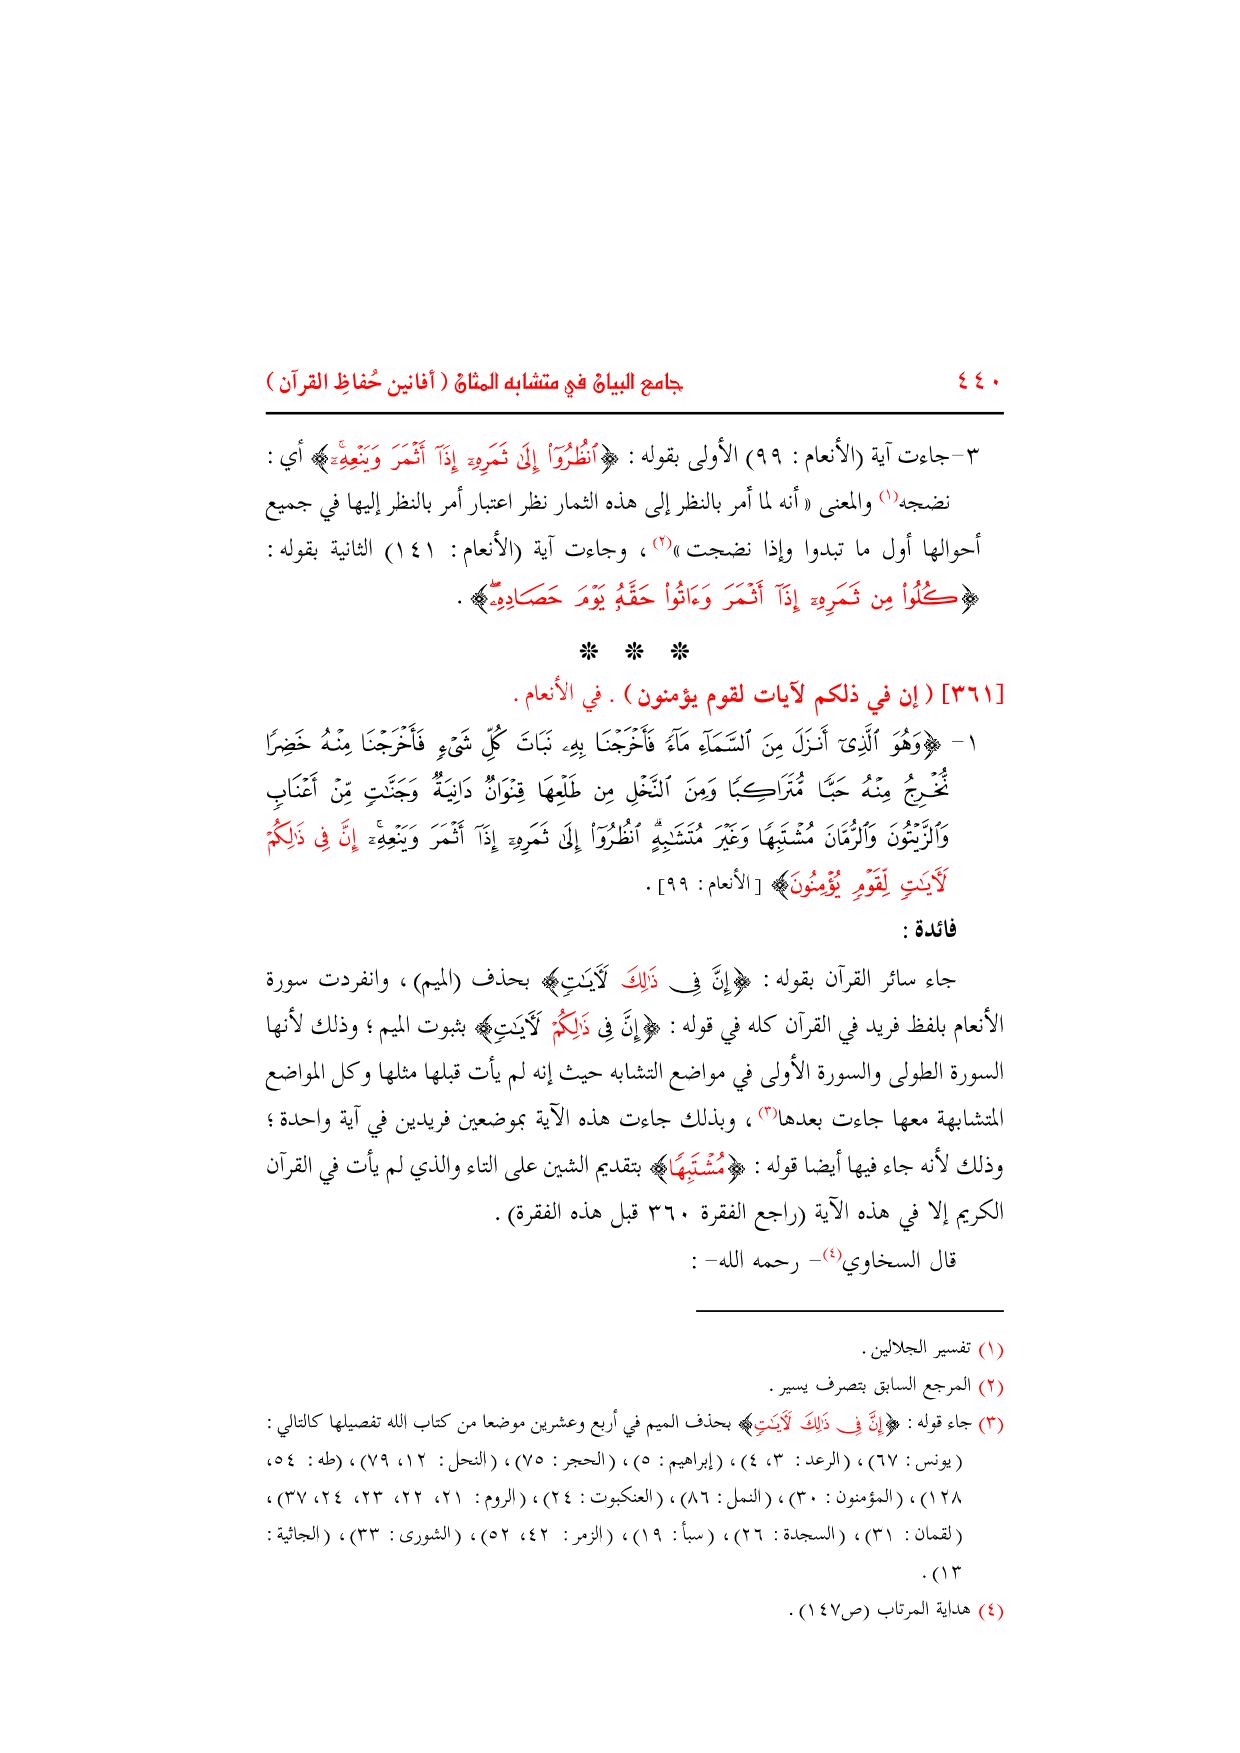 ٤٤٠ جامع البيان في متشابه المثان ( أفانين حُفاظِ القرآن )
٣-جاءت آية (الأنعام : ٩٩) الأولى بقوله : ﴿ٱنظُرُوٓاْ إِلَىٰ ثَمَرِهِۦٓ إِذَآ أَثۡمَرَ وَيَنۡعِهِۦٓۚ﴾ أي :
نضجه(١) والمعنى « أنه لما أمر بالنظر إلى هذه الثمار نظر اعتبار أمر بالنظر إليها في جميع
أحوالها أول ما تبدوا وإذا نضجت »(٢) ، وجاءت آية (الأنعام : ١٤١) الثانية بقوله :
﴿كُلُواْ مِن ثَمَرِهِۦٓ إِذَآ أَثۡمَرَ وَءَاتُواْ حَقَّهُۥ يَوۡمَ حَصَادِهِۦۖ﴾ .
❊ ❊ ❊
[٣٦١] ( إن في ذلكم لآيات لقوم يؤمنون ) . في الأنعام .
١- ﴿وَهُوَ ٱلَّذِيٓ أَنزَلَ مِنَ ٱلسَّمَآءِ مَآءٗ فَأَخۡرَجۡنَا بِهِۦ نَبَاتَ كُلِّ شَيۡءٖ فَأَخۡرَجۡنَا مِنۡهُ خَضِرٗا
نُّخۡرِجُ مِنۡهُ حَبّٗا مُّتَرَاكِبٗا وَمِنَ ٱلنَّخۡلِ مِن طَلۡعِهَا قِنۡوَانٞ دَانِيَةٞ وَجَنَّٰتٖ مِّنۡ أَعۡنَابٖ
وَٱلزَّيۡتُونَ وَٱلرُّمَّانَ مُشۡتَبِهٗا وَغَيۡرَ مُتَشَٰبِهٍۗ ٱنظُرُوٓاْ إِلَىٰ ثَمَرِهِۦٓ إِذَآ أَثۡمَرَ وَيَنۡعِهِۦٓۚ إِنَّ فِي ذَٰلِكُمۡ
لَأٓيَٰتٖ لِّقَوۡمٖ يُؤۡمِنُونَ﴾ [الأنعام : ٩٩] .
فائدة :
جاء سائر القرآن بقوله : ﴿إِنَّ فِي ذَٰلِكَ لَأٓيَٰتٖ﴾ بحذف (الميم) ، وانفردت سورة
الأنعام بلفظ فريد في القرآن كله في قوله : ﴿إِنَّ فِي ذَٰلِكُمۡ لَأٓيَٰتٖ﴾ بثبوت الميم ؛ وذلك لأنها
السورة الطولى والسورة الأولى في مواضع التشابه حيث إنه لم يأت قبلها مثلها وكل المواضع
المتشابهة معها جاءت بعدها(٣) ، وبذلك جاءت هذه الآية بموضعين فريدين في آية واحدة ؛
وذلك لأنه جاء فيها أيضا قوله : ﴿مُشۡتَبِهٗا﴾ بتقديم الشين على التاء والذي لم يأت في القرآن
الكريم إلا في هذه الآية (راجع الفقرة ٣٦٠ قبل هذه الفقرة) .
قال السخاوي(٤)- رحمه الله- :
(١) تفسير الجلالين .
(٢) المرجع السابق بتصرف يسير .
(٣) جاء قوله : ﴿إِنَّ فِي ذَٰلِكَ لَأٓيَٰتٖ﴾ بحذف الميم في أربع وعشرين موضعا من كتاب الله تفصيلها كالتالي :
(يونس : ٦٧) ، (الرعد : ٣، ٤) ، (إبراهيم : ٥) ، (الحجر : ٧٥) ، (النحل : ١٢، ٧٩) ، (طه : ٥٤،
١٢٨) ، (المؤمنون : ٣٠) ، (النمل : ٨٦) ، (العنكبوت : ٢٤) ، (الروم : ٢١، ٢٢، ٢٣، ٢٤، ٣٧) ،
(لقمان : ٣١) ، (السجدة : ٢٦) ، (سبأ : ١٩) ، (الزمر : ٤٢، ٥٢) ، (الشورى : ٣٣) ، (الجاثية :
١٣) .
(٤) هداية المرتاب (ص١٤٧) .